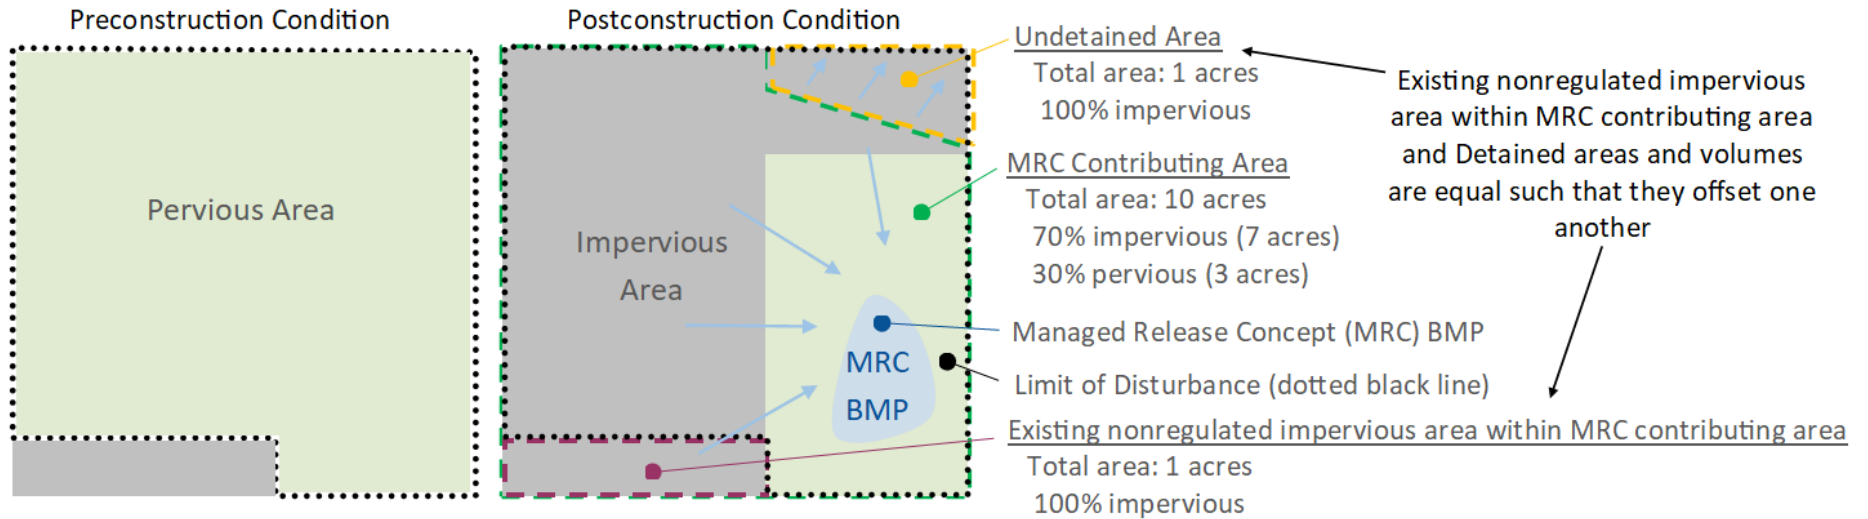 Preconstruction Condition
Pervious Area
Postconstruction Condition
Impervious
Area
MRC
BMP
Undetained Area
Total area: 1 acres
100% impervious
MRC Contributing Area
Total area: 10 acres
70% impervious (7 acres)
30% pervious (3 acres)
Managed Release Concept (MRC) BMP
Limit of Disturbance (dotted black line)
Existing nonregulated impervious area within MRC contributing area
Total area: 1 acres
100% impervious
Existing nonregulated impervious
area within MRC contributing area
and Detained areas and volumes
are equal such that they offset one
another